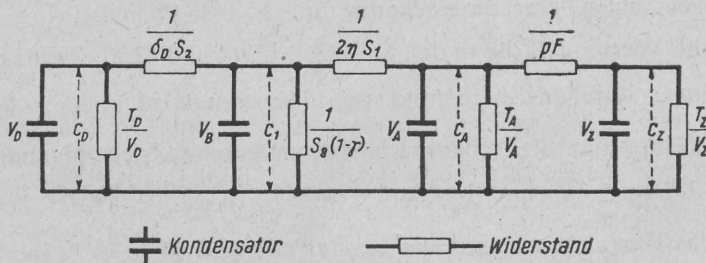 1/(δ_D S_2) 1/(2η S_1) 1/(pF)
V_D C_D T_D/V_D V_B C_1 1/(S_8(1-γ)) V_A C_A T_A/V_A V_Z C_Z T_Z/V_Z
Kondensator Widerstand